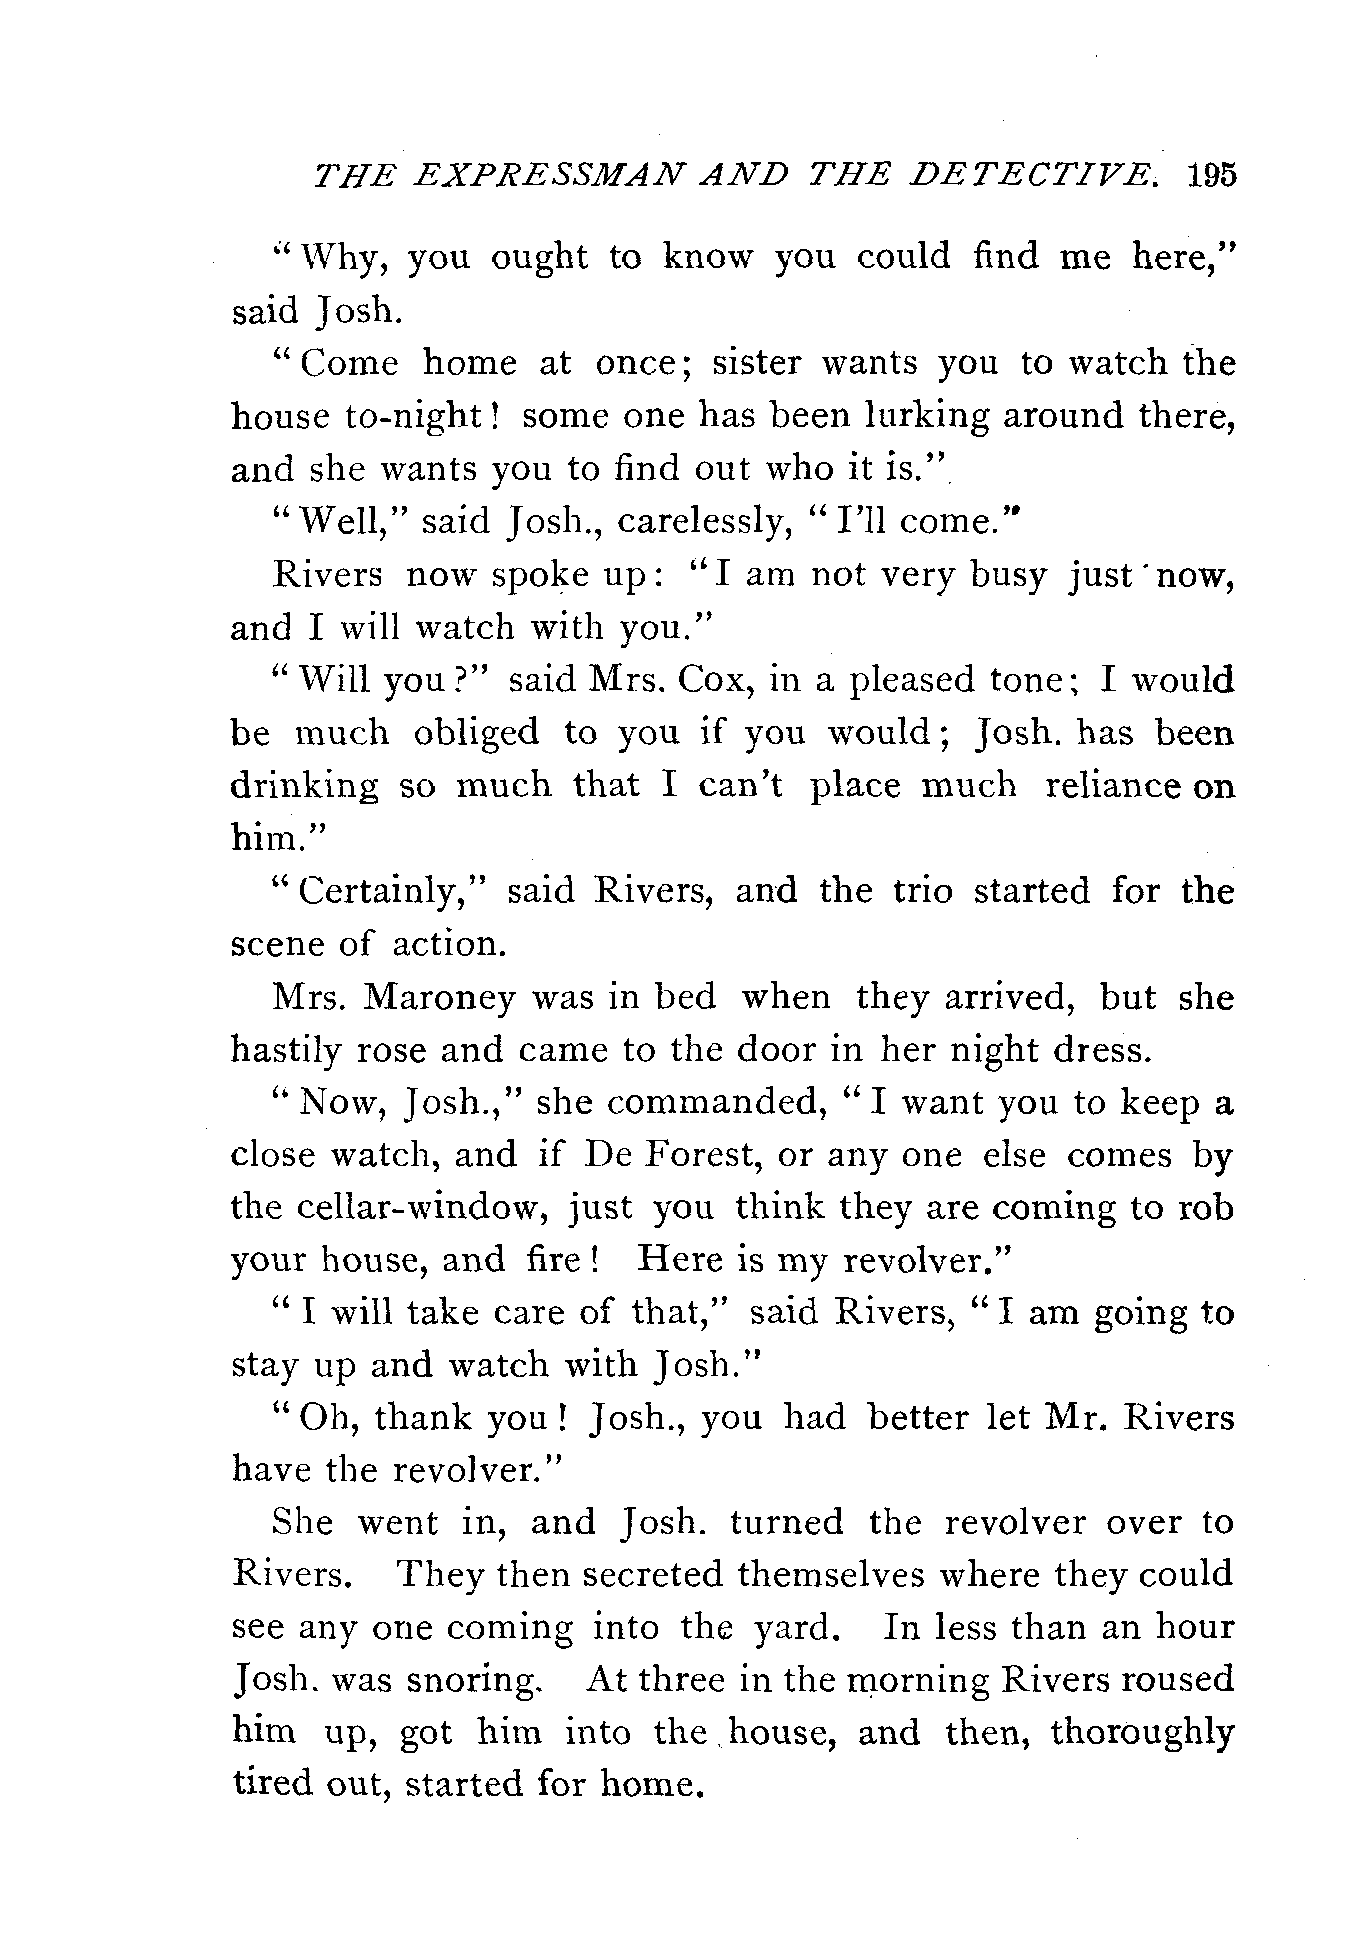 THE EXPRESSMAN AND THE DETECTIVE. 195
"Why, you ought to know you could find me here,"
said Josh.
"Come home at once; sister wants you to watch the
house to-night! some one has been lurking around there,
and she wants you to find out who it is."
"Well," said Josh., carelessly, "I'll come."
Rivers now spoke up: "I am not very busy just now,
and I will watch with you."
"Will you?" said Mrs. Cox, in a pleased tone; I would
be much obliged to you if you would; Josh. has been
drinking so much that I can't place much reliance on
him."
"Certainly," said Rivers, and the trio started for the
scene of action.
Mrs. Maroney was in bed when they arrived, but she
hastily rose and came to the door in her night dress.
"Now, Josh.," she commanded, "I want you to keep a
close watch, and if De Forest, or any one else comes by
the cellar-window, just you think they are coming to rob
your house, and fire! Here is my revolver."
"I will take care of that," said Rivers, "I am going to
stay up and watch with Josh."
"Oh, thank you! Josh., you had better let Mr. Rivers
have the revolver."
She went in, and Josh. turned the revolver over to
Rivers. They then secreted themselves where they could
see any one coming into the yard. In less than an hour
Josh. was snoring. At three in the morning Rivers roused
him up, got him into the house, and then, thoroughly
tired out, started for home.